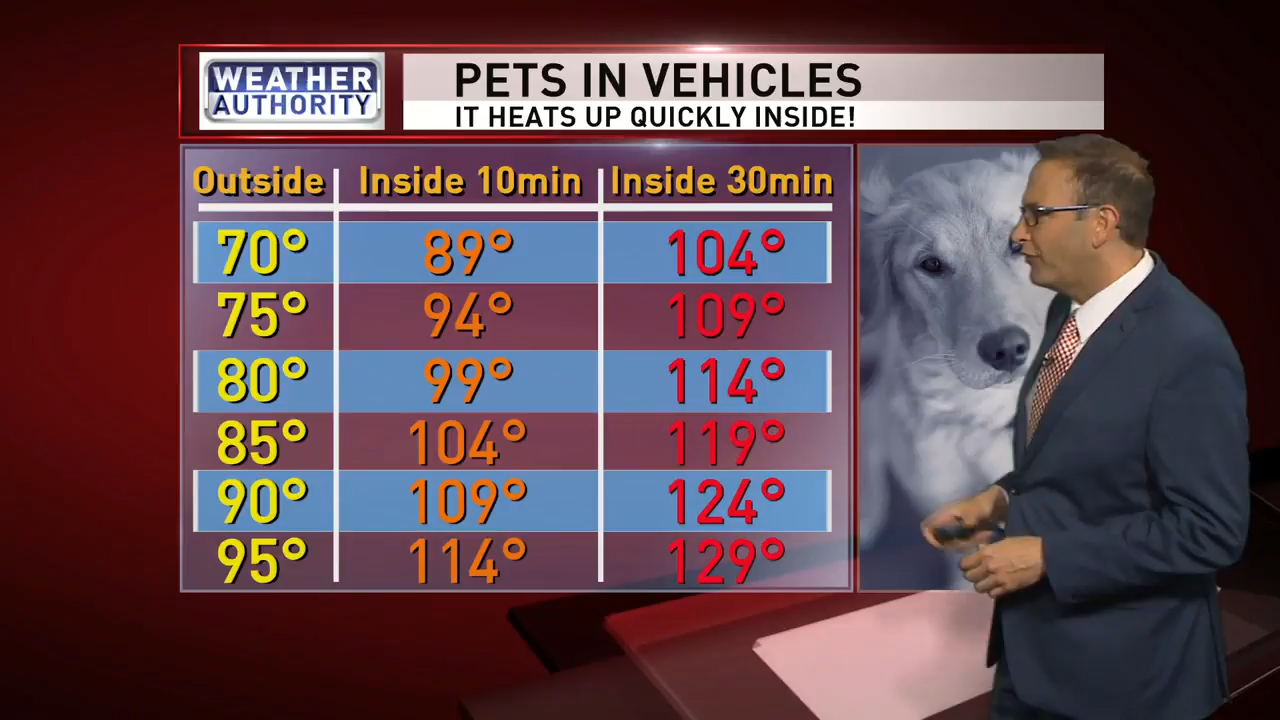 WEATHER
AUTHORITY
PETS IN VEHICLES
IT HEATS UP QUICKLY INSIDE!
Outside Inside 10min Inside 30min
70° 89° 104°
75° 94° 109°
80° 99° 114°
85° 104° 119°
90° 109° 124°
95° 114° 129°